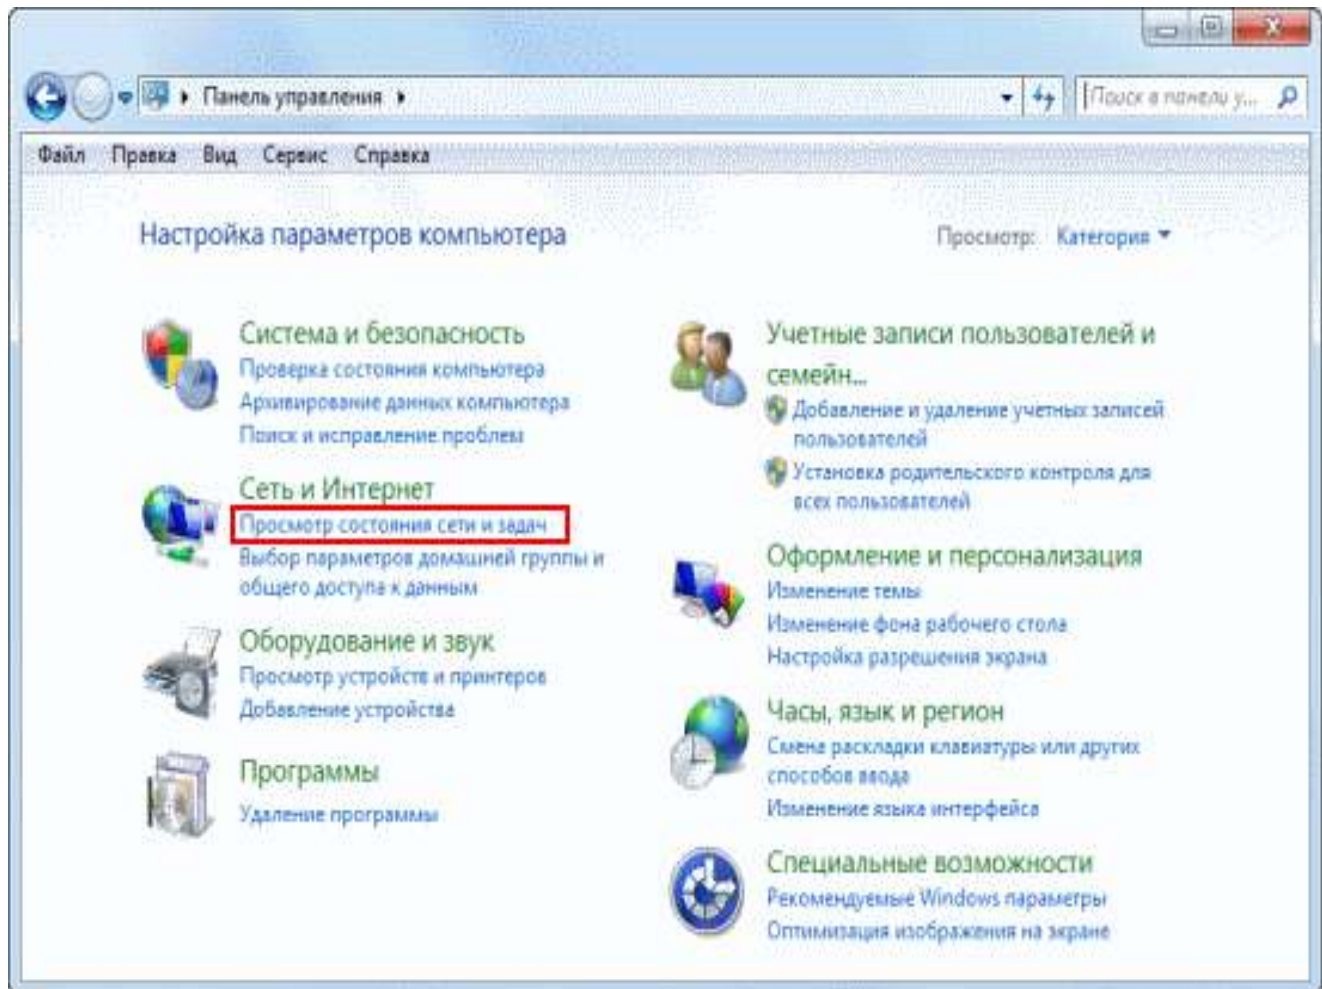 Панель управления
Поиск в панели у...
Файл Правка Вид Сервис Справка
Настройка параметров компьютера
Просмотр: Категория
Система и безопасность
Проверка состояния компьютера
Архивирование данных компьютера
Поиск и исправление проблем
Сеть и Интернет
Просмотр состояния сети и задач
Выбор параметров домашней группы и
общего доступа к данным
Оборудование и звук
Просмотр устройств и принтеров
Добавление устройства
Программы
Удаление программы
Учетные записи пользователей и
семейн...
Добавление и удаление учетных записей
пользователей
Установка родительского контроля для
всех пользователей
Оформление и персонализация
Изменение темы
Изменение фона рабочего стола
Настройка разрешения экрана
Часы, язык и регион
Смена раскладки клавиатуры или других
способов ввода
Изменение языка интерфейса
Специальные возможности
Рекомендуемые Windows параметры
Оптимизация изображения на экране